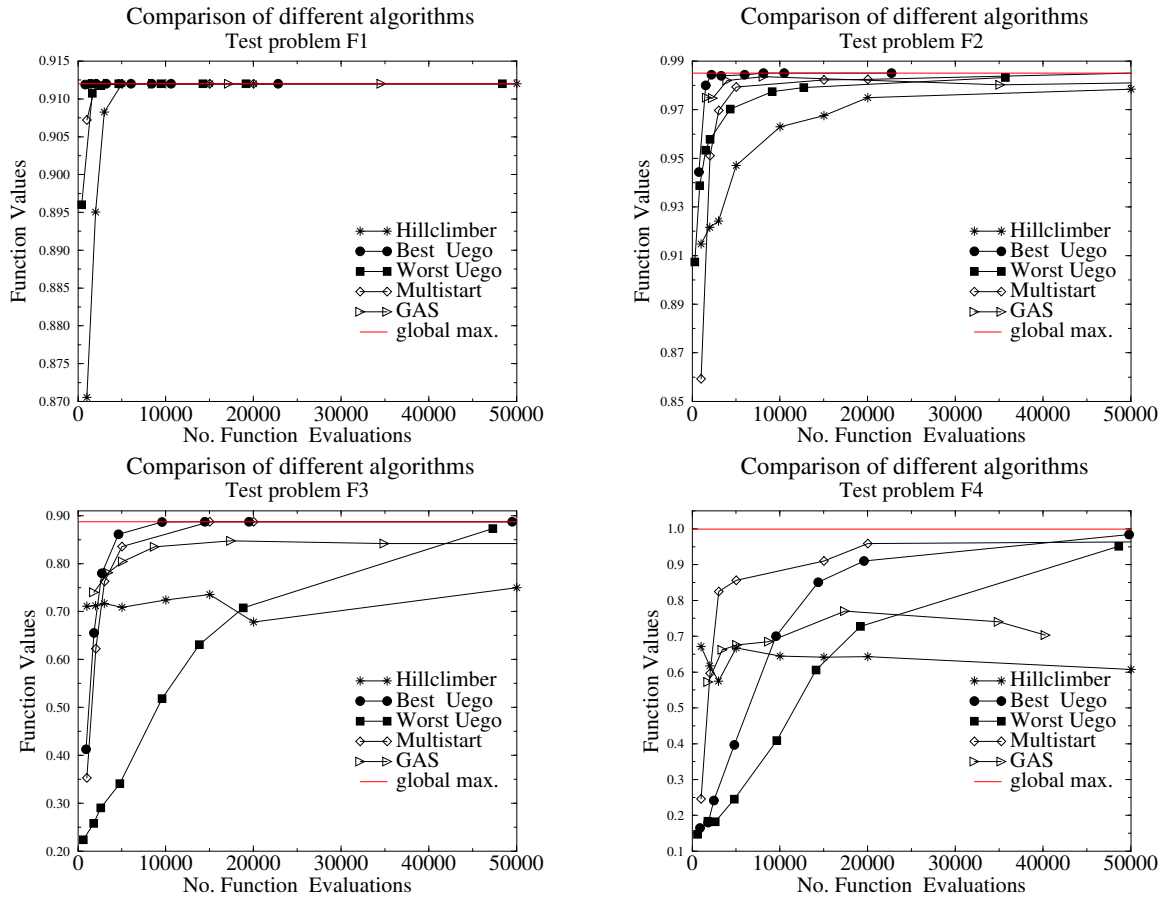 Comparison of different algorithms
Test problem F1
Function Values
0.915
0.910
0.905
0.900
0.895
0.890
0.885
0.880
0.875
0.870
0 10000 20000 30000 40000 50000
No. Function Evaluations
Hillclimber
Best Uego
Worst Uego
Multistart
GAS
global max.
Comparison of different algorithms
Test problem F2
Function Values
0.99
0.97
0.95
0.93
0.91
0.89
0.87
0.85
0 10000 20000 30000 40000 50000
No. Function Evaluations
Hillclimber
Best Uego
Worst Uego
Multistart
GAS
global max.
Comparison of different algorithms
Test problem F3
Function Values
0.90
0.80
0.70
0.60
0.50
0.40
0.30
0.20
0 10000 20000 30000 40000 50000
No. Function Evaluations
Hillclimber
Best Uego
Worst Uego
Multistart
GAS
global max.
Comparison of different algorithms
Test problem F4
Function Values
1.0
0.9
0.8
0.7
0.6
0.5
0.4
0.3
0.2
0.1
0 10000 20000 30000 40000 50000
No. Function Evaluations
Hillclimber
Best Uego
Worst Uego
Multistart
GAS
global max.